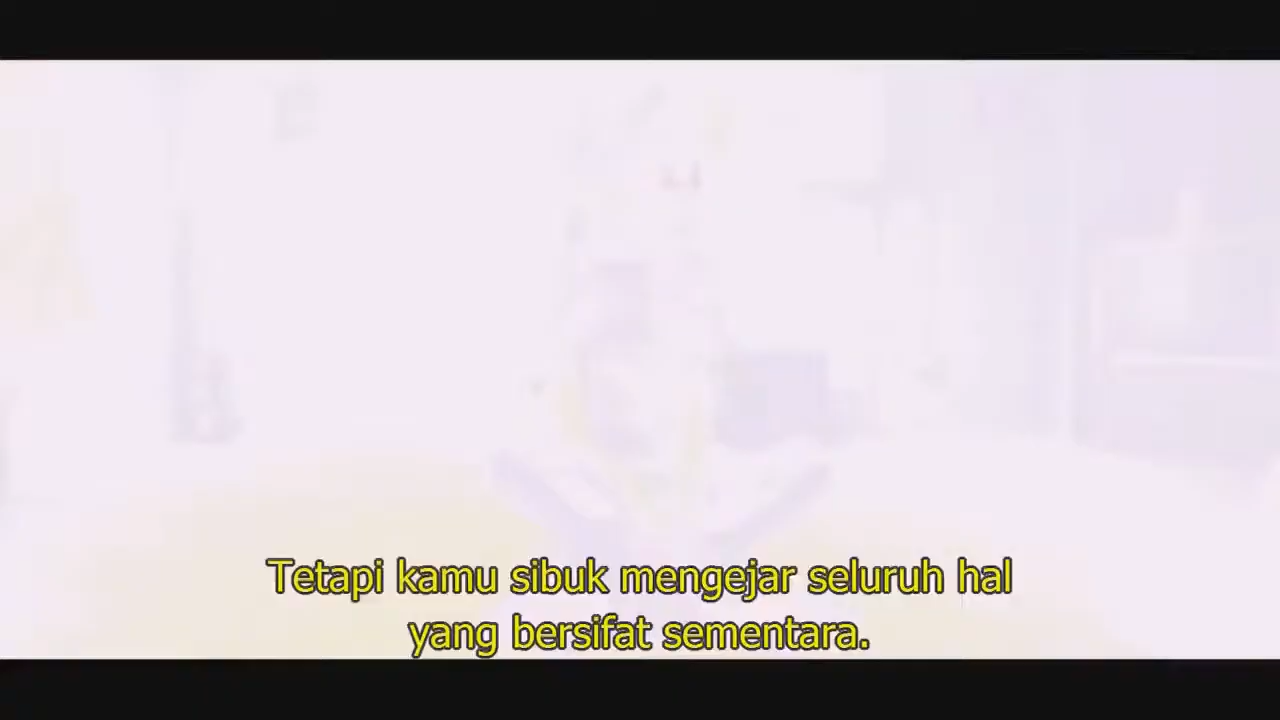 Tetapi kamu sibuk mengejar seluruh hal
yang bersifat sementara.